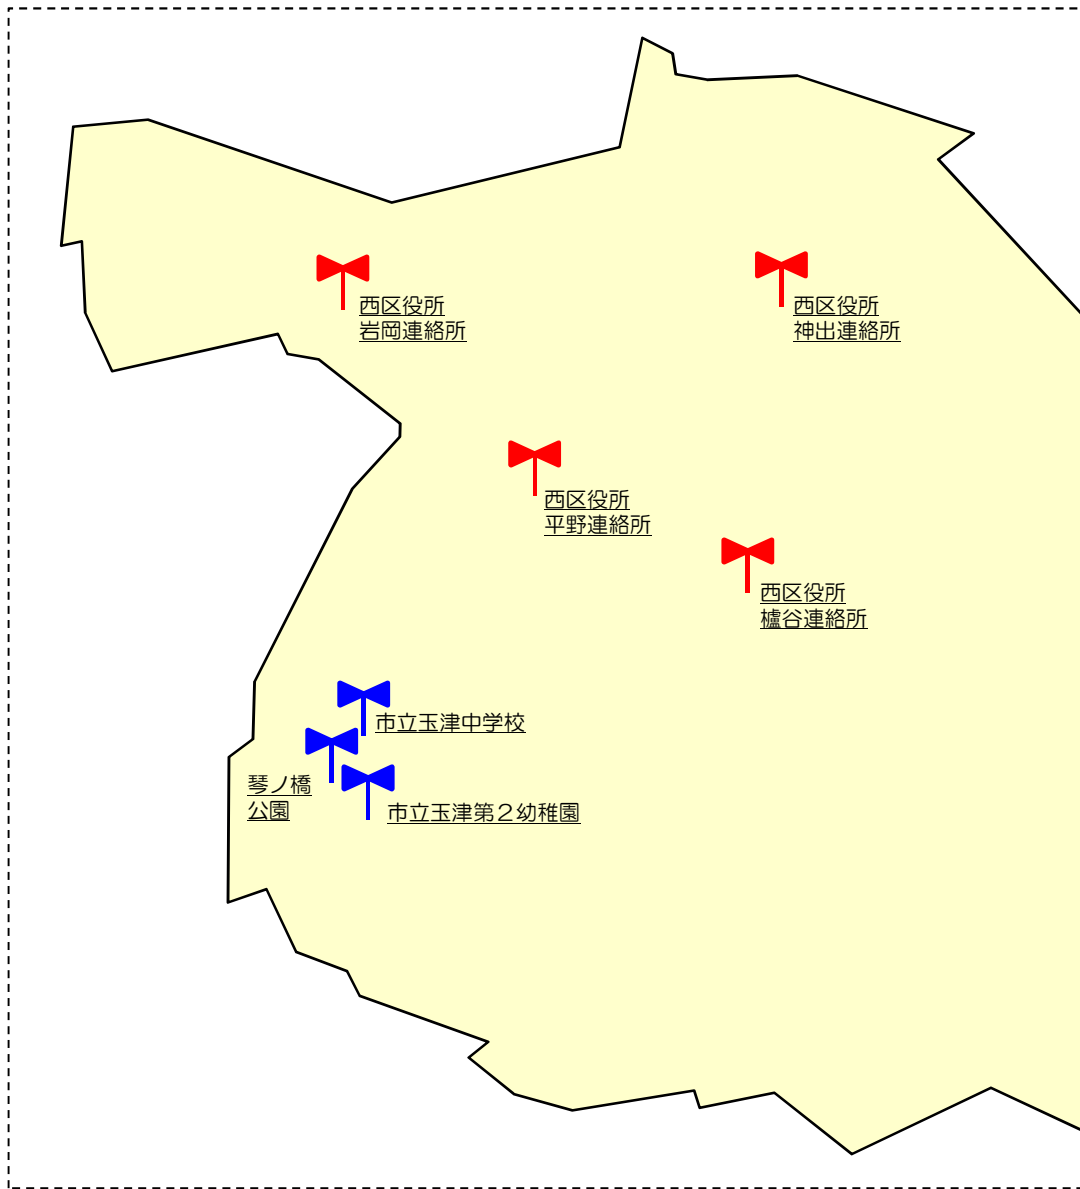 西区役所
岩岡連絡所
西区役所
神出連絡所
西区役所
平野連絡所
西区役所
櫨谷連絡所
市立玉津中学校
琴ノ橋
公園
市立玉津第２幼稚園